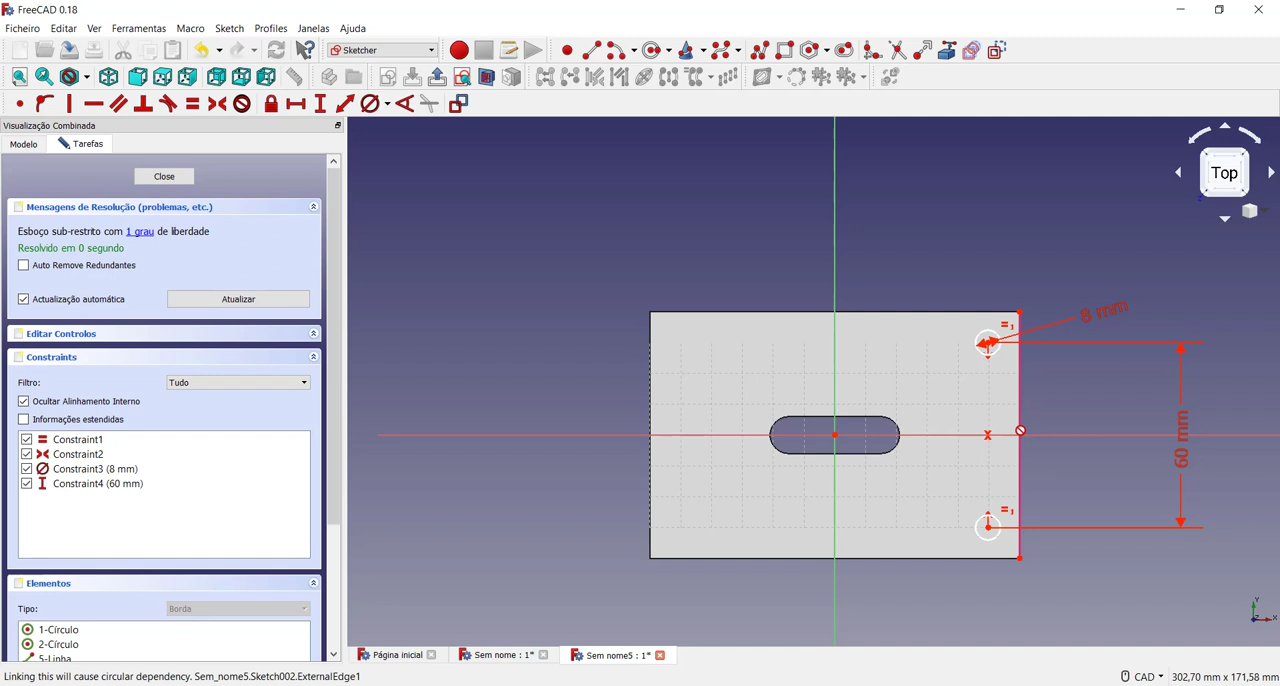 FreeCAD 0.18
Ficheiro Editar Ver Ferramentas Macro Sketch Profiles Janelas Ajuda
Sketcher
Visualização Combinada
Modelo Tarefas
Close
Mensagens de Resolução (problemas, etc.)
Esboço sub-restrito com 1 grau de liberdade
Resolvido em 0 segundo
Auto Remove Redundantes
Actualização automática Atualizar
Editar Controlos
Constraints
Filtro: Tudo
Ocultar Alinhamento Interno
Informações estendidas
Constraint1
Constraint2
Constraint3 (8 mm)
Constraint4 (60 mm)
Elementos
Tipo: Borda
1-Círculo
2-Círculo
5-Linha
Top
8 mm
60 mm
Página inicial Sem nome : 1* Sem nome5 : 1*
Linking this will cause circular dependency. Sem_nome5.Sketch002.ExternalEdge1
CAD 302,70 mm x 171,58 mm